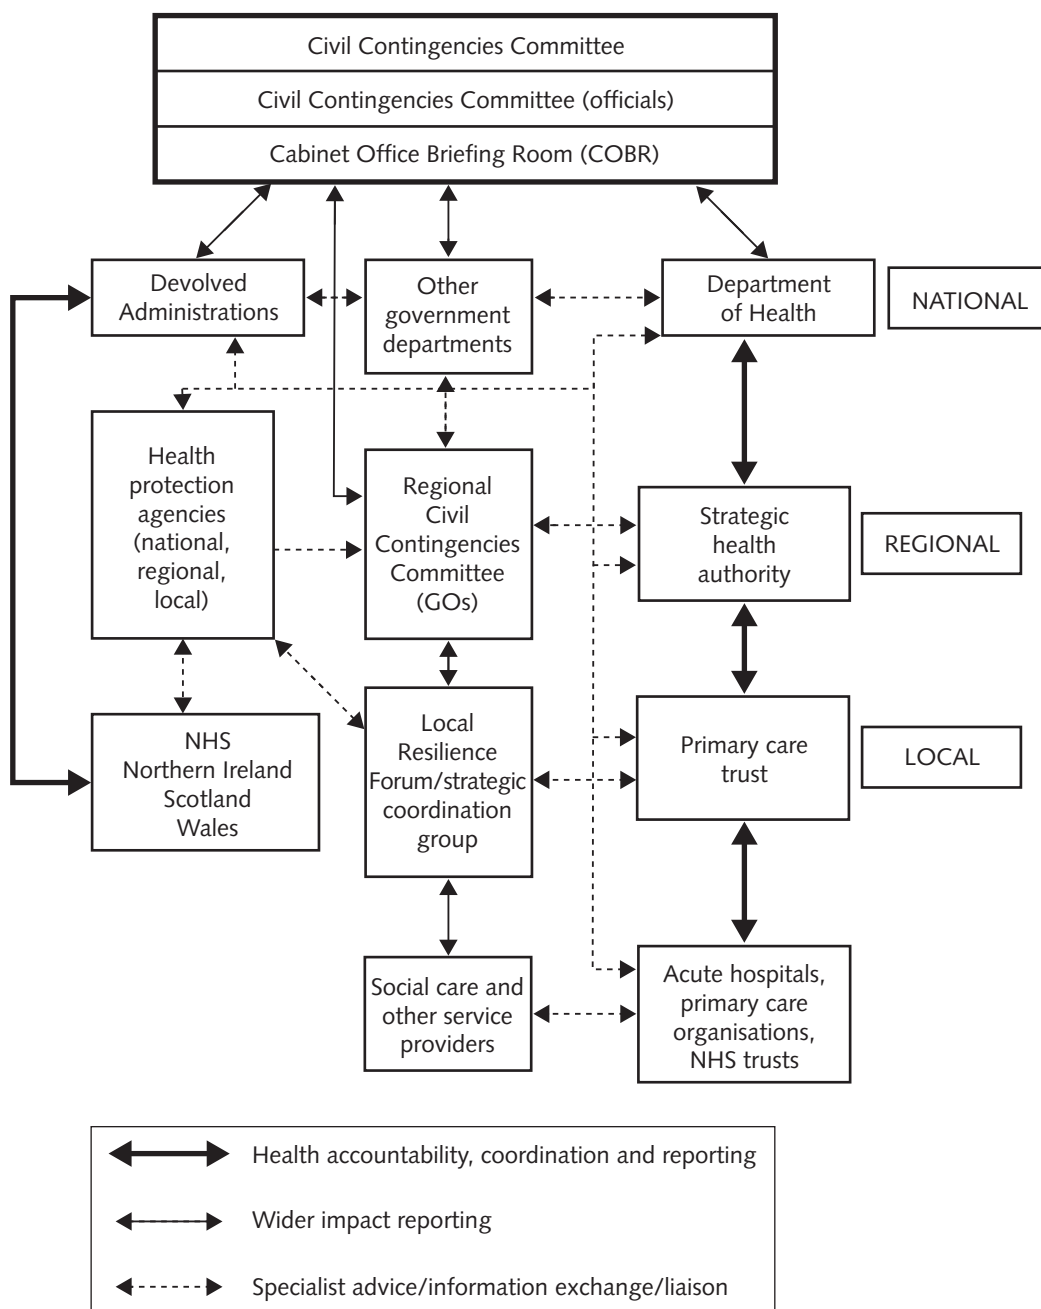 Civil Contingencies Committee
Civil Contingencies Committee (officials)
Cabinet Office Briefing Room (COBR)
Devolved
Administrations
Other
government
departments
Department
of Health
NATIONAL
Health
protection
agencies
(national,
regional,
local)
Regional
Civil
Contingencies
Committee
(GOs)
Strategic
health
authority
REGIONAL
NHS
Northern Ireland
Scotland
Wales
Local
Resilience
Forum/strategic
coordination
group
Primary care
trust
LOCAL
Social care and
other service
providers
Acute hospitals,
primary care
organisations,
NHS trusts
Health accountability, coordination and reporting
Wider impact reporting
Specialist advice/information exchange/liaison